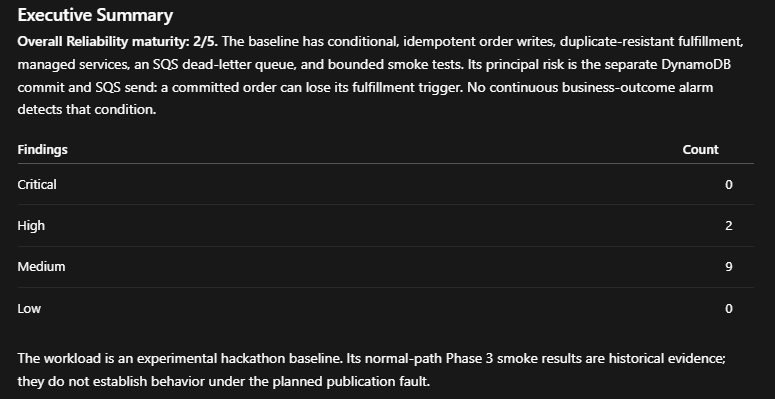 Executive Summary
Overall Reliability maturity: 2/5. The baseline has conditional, idempotent order writes, duplicate-resistant fulfillment,
managed services, an SQS dead-letter queue, and bounded smoke tests. Its principal risk is the separate DynamoDB
commit and SQS send: a committed order can lose its fulfillment trigger. No continuous business-outcome alarm
detects that condition.
Findings Count
Critical 0
High 2
Medium 9
Low 0
The workload is an experimental hackathon baseline. Its normal-path Phase 3 smoke results are historical evidence;
they do not establish behavior under the planned publication fault.